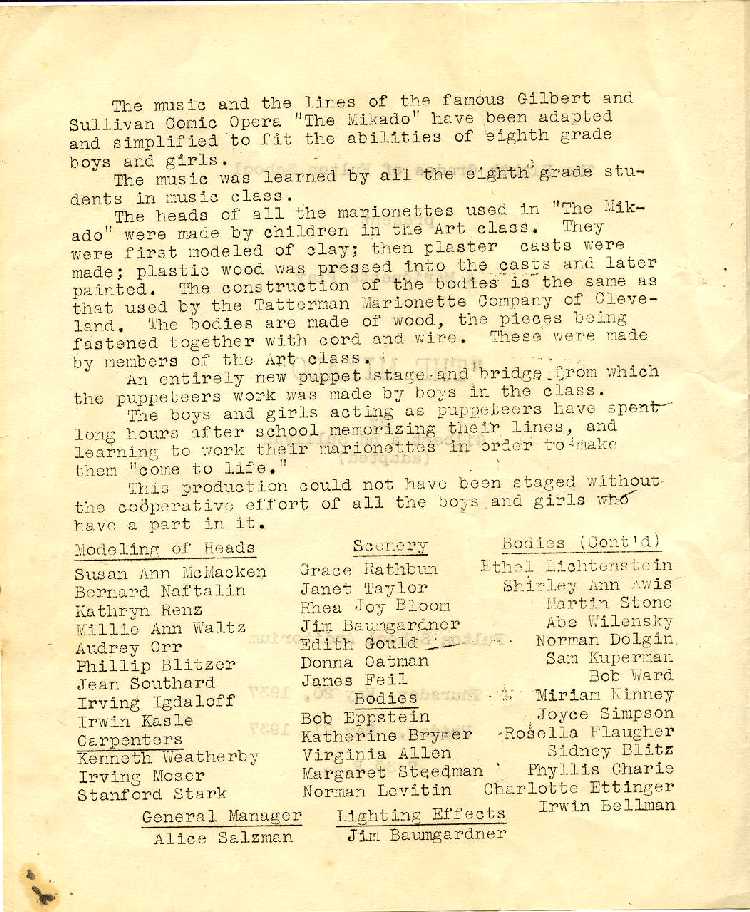 The music and the lines of the famous Gilbert and
Sullivan Comic Opera "The Mikado" have been adapted
and simplified to fit the abilities of eighth grade
boys and girls.
The music was learned by all the eighth grade stu-
dents in music class.
The heads of all the marionettes used in "The Mik-
ado" were made by children in the Art class. They
were first modeled of clay; then plaster casts were
made; plastic wood was pressed into the casts and later
painted. The construction of the bodies is the same as
that used by the Tatterman Marionette Company of Cleve-
land. The bodies are made of wood, the pieces being
fastened together with cord and wire. These were made
by members of the Art class.
An entirely new puppet stage and bridge from which
the puppeteers work was made by boys in the class.
The boys and girls acting as puppeteers have spent
long hours after school memorizing their lines, and
learning to work their marionettes in order to make
them "come to life."
This production could not have been staged without
the coöperative effort of all the boys and girls who
have a part in it.
Modeling of Heads
Susan Ann McMacken
Bernard Naftalin
Kathryn Renz
Millie Ann Waltz
Audrey Orr
Phillip Blitzer
Jean Southard
Irving Igdaloff
Irwin Kasle
Carpenters
Kenneth Weatherby
Irving Moser
Stanford Stark
Scenery
Grace Rathbun
Janet Taylor
Rhea Joy Bloom
Jim Baumgardner
Edith Gould
Donna Oatman
James Feil
Bodies
Bob Eppstein
Katherine Brymer
Virginia Allen
Margaret Steedman
Norman Levitin
Bodies (Cont'd)
Ethel Lichtenstein
Shirley Ann Awis
Martin Stone
Abe Wilensky
Norman Dolgin
Sam Kuperman
Bob Ward
Miriam Kinney
Joyce Simpson
Rosella Flaugher
Sidney Blitz
Phyllis Charie
Charlotte Ettinger
Irwin Bellman
General Manager
Alice Salzman
Lighting Effects
Jim Baumgardner